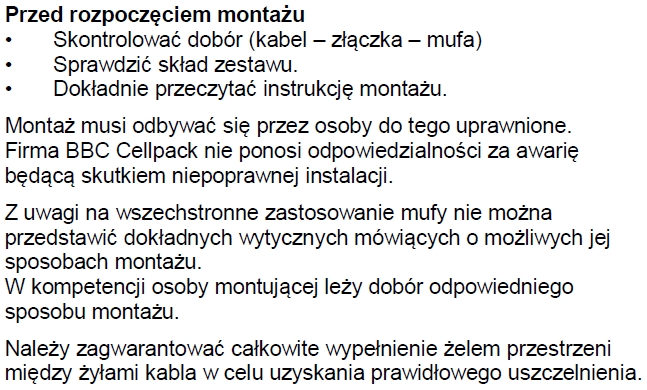 Przed rozpoczęciem montażu
• Skontrolować dobór (kabel – złączka – mufa)
• Sprawdzić skład zestawu.
• Dokładnie przeczytać instrukcję montażu.
Montaż musi odbywać się przez osoby do tego uprawnione.
Firma BBC Cellpack nie ponosi odpowiedzialności za awarię
będącą skutkiem niepoprawnej instalacji.
Z uwagi na wszechstronne zastosowanie mufy nie można
przedstawić dokładnych wytycznych mówiących o możliwych jej
sposobach montażu.
W kompetencji osoby montującej leży dobór odpowiedniego
sposobu montażu.
Należy zagwarantować całkowite wypełnienie żelem przestrzeni
między żyłami kabla w celu uzyskania prawidłowego uszczelnienia.